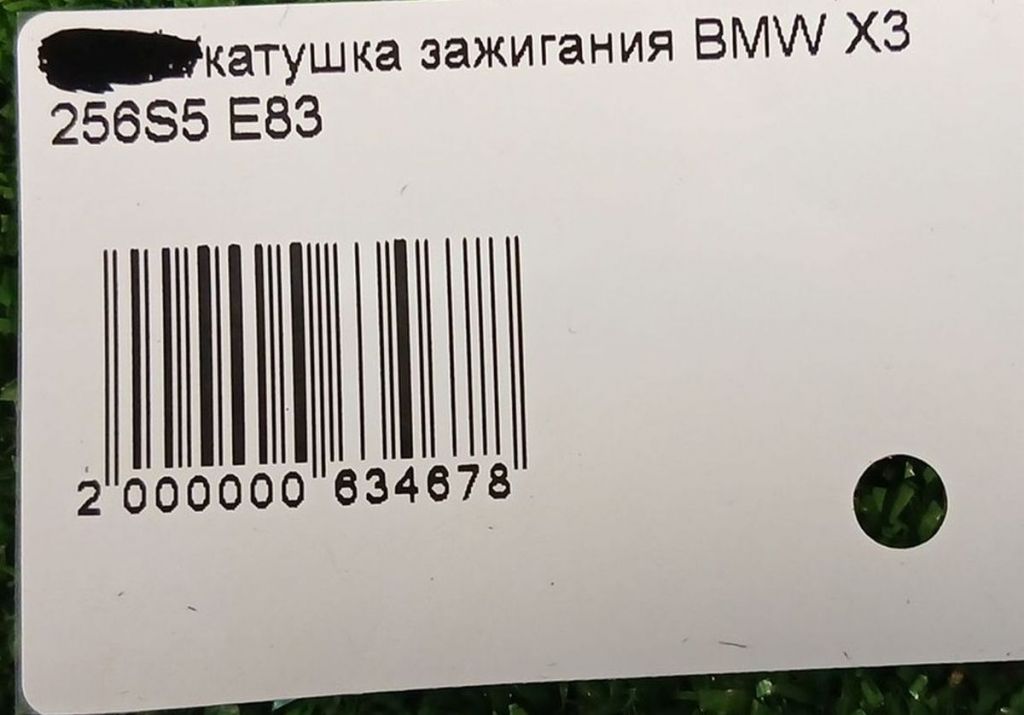 катушка зажигания BMW X3
256S5 E83
2 000000 634678